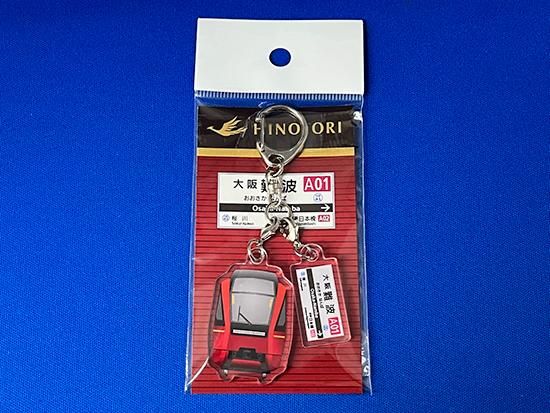 HINOTORI
大阪難波 A01
おおさか なんば
Osaka-Namba
桜川
日本橋 A02
大阪難波 A01